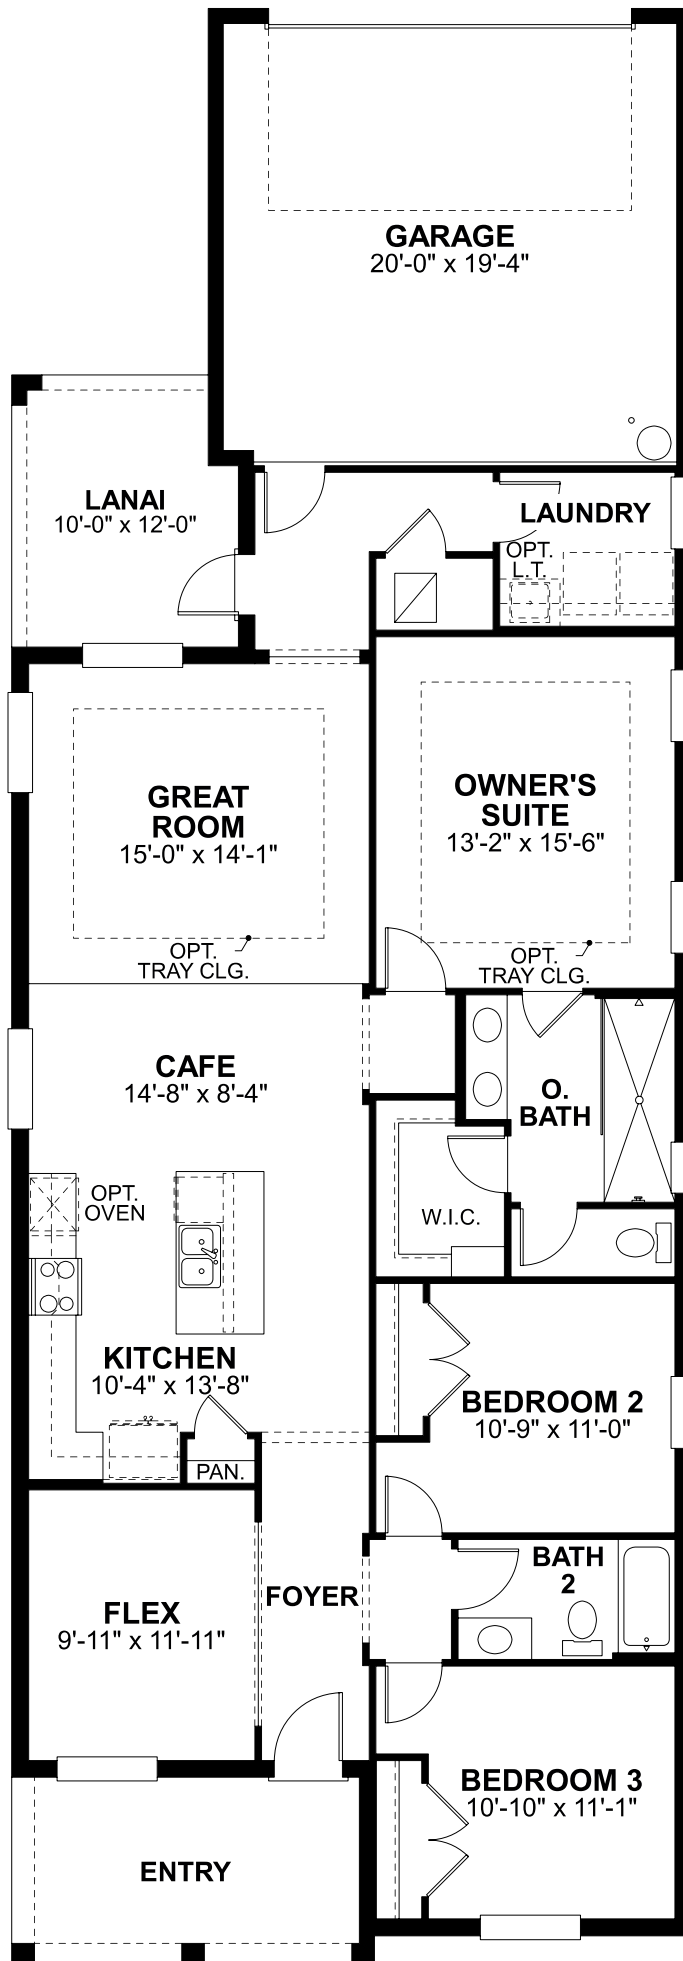 GARAGE
20'-0" x 19'-4"
LANAI
10'-0" x 12'-0"
LAUNDRY
OPT.
L.T.
GREAT
ROOM
15'-0" x 14'-1"
OPT.
TRAY CLG.
OWNER'S
SUITE
13'-2" x 15'-6"
OPT.
TRAY CLG.
CAFE
14'-8" x 8'-4"
O.
BATH
OPT.
OVEN
W.I.C.
KITCHEN
10'-4" x 13'-8"
PAN.
BEDROOM 2
10'-9" x 11'-0"
FLEX
9'-11" x 11'-11"
FOYER
BATH
2
BEDROOM 3
10'-10" x 11'-1"
ENTRY